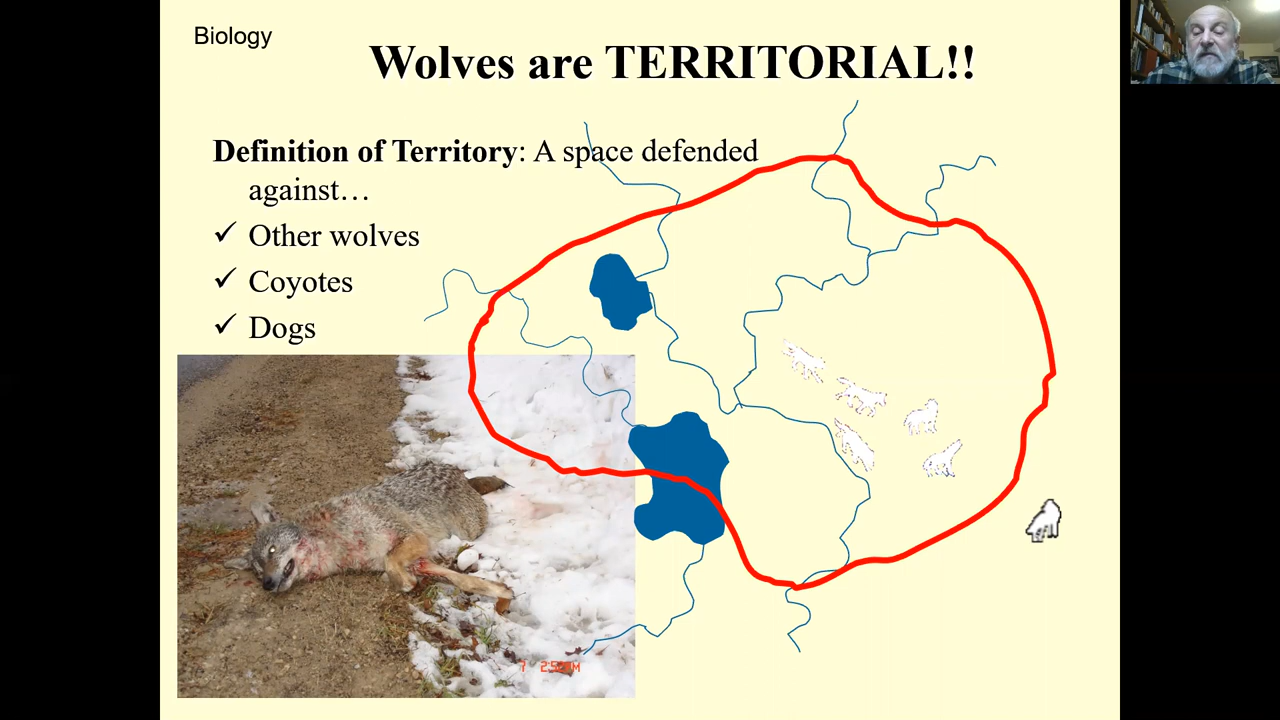 Biology
Wolves are TERRITORIAL!!
Definition of Territory: A space defended
against…
✓ Other wolves
✓ Coyotes
✓ Dogs